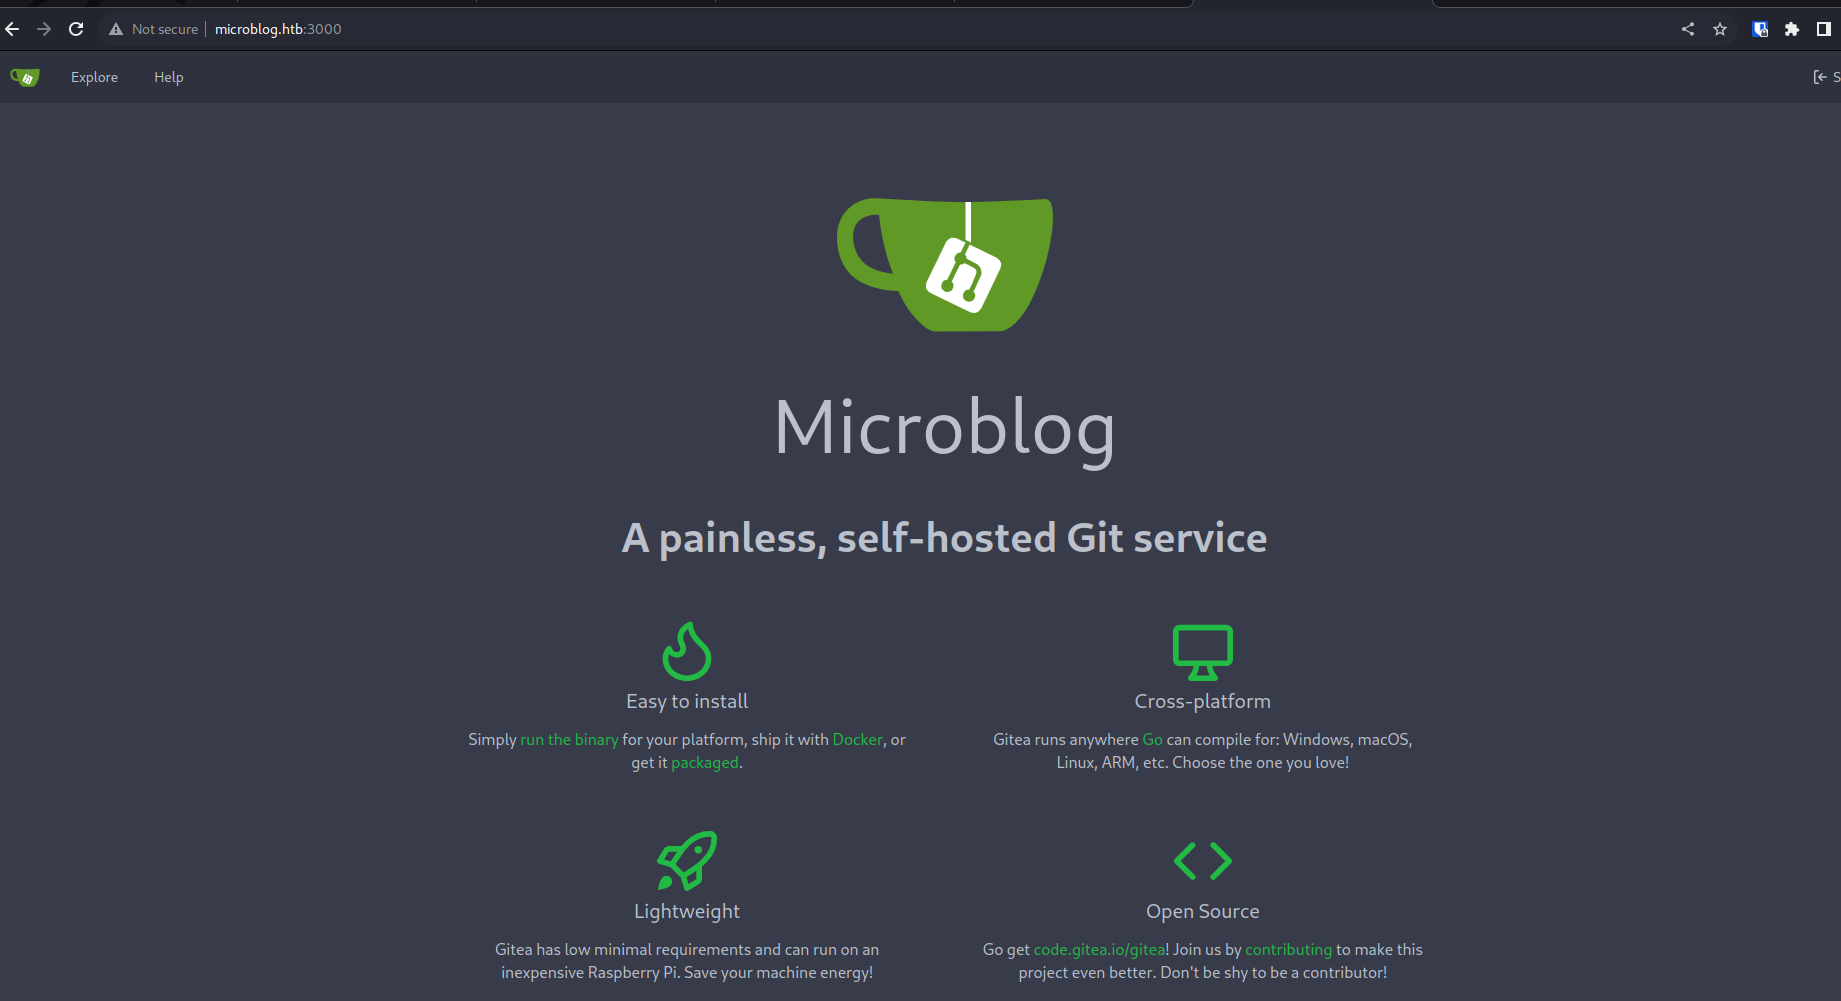 Not secure microblog.htb:3000
Explore Help S
Microblog
A painless, self-hosted Git service
Easy to install
Simply run the binary for your platform, ship it with Docker, or
get it packaged.
Cross-platform
Gitea runs anywhere Go can compile for: Windows, macOS,
Linux, ARM, etc. Choose the one you love!
Lightweight
Gitea has low minimal requirements and can run on an
inexpensive Raspberry Pi. Save your machine energy!
Open Source
Go get code.gitea.io/gitea! Join us by contributing to make this
project even better. Don't be shy to be a contributor!